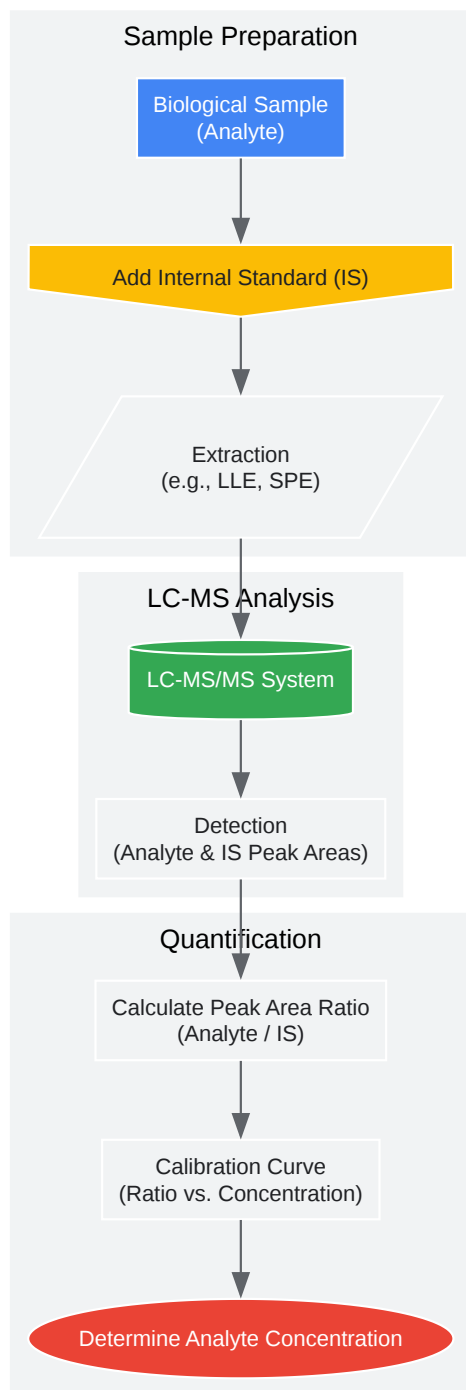 Sample Preparation
Biological Sample
(Analyte)
Add Internal Standard (IS)
Extraction
(e.g., LLE, SPE)
LC-MS Analysis
LC-MS/MS System
Detection
(Analyte & IS Peak Areas)
Quantification
Calculate Peak Area Ratio
(Analyte / IS)
Calibration Curve
(Ratio vs. Concentration)
Determine Analyte Concentration